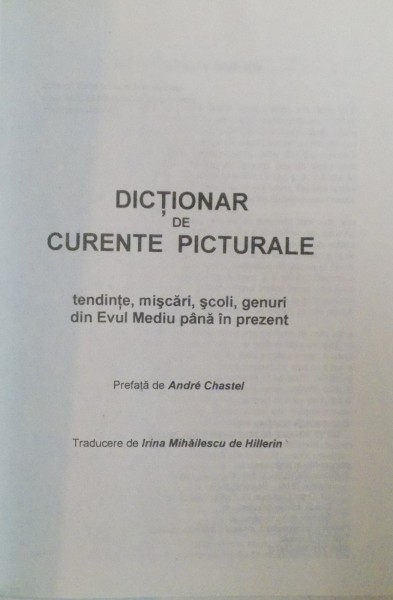 DICȚIONAR
DE
CURENTE PICTURALE
tendințe, mișcări, școli, genuri
din Evul Mediu până în prezent
Prefață de André Chastel
Traducere de Irina Mihăilescu de Hillerin